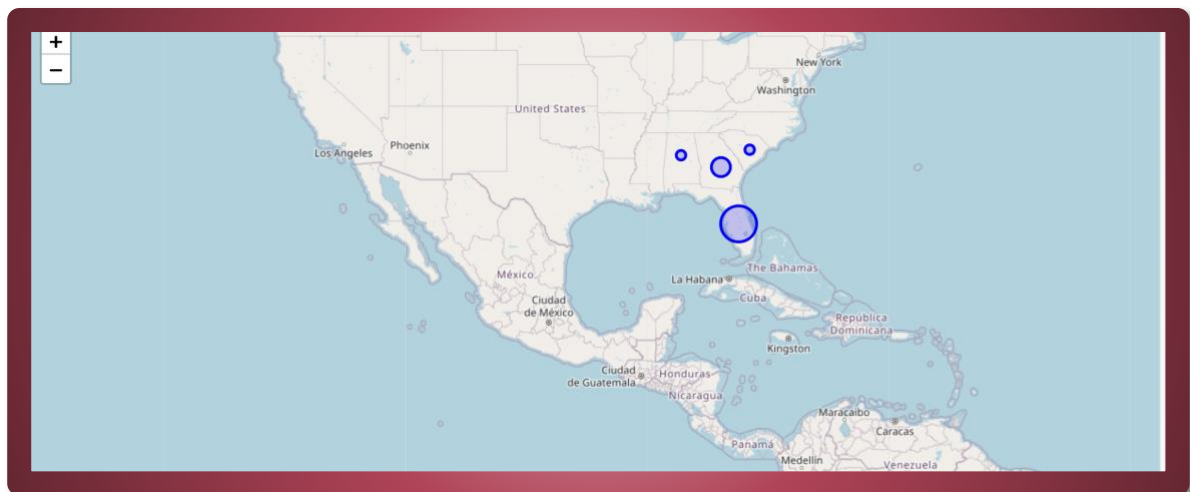 +
−
New York
Washington
United States
Los Angeles
Phoenix
México
Ciudad
de México
La Habana
The Bahamas
Cuba
República
Dominicana
Kingston
Ciudad
de Guatemala
Honduras
Nicaragua
Maracaibo
Caracas
Panamá
Medellín
Venezuela